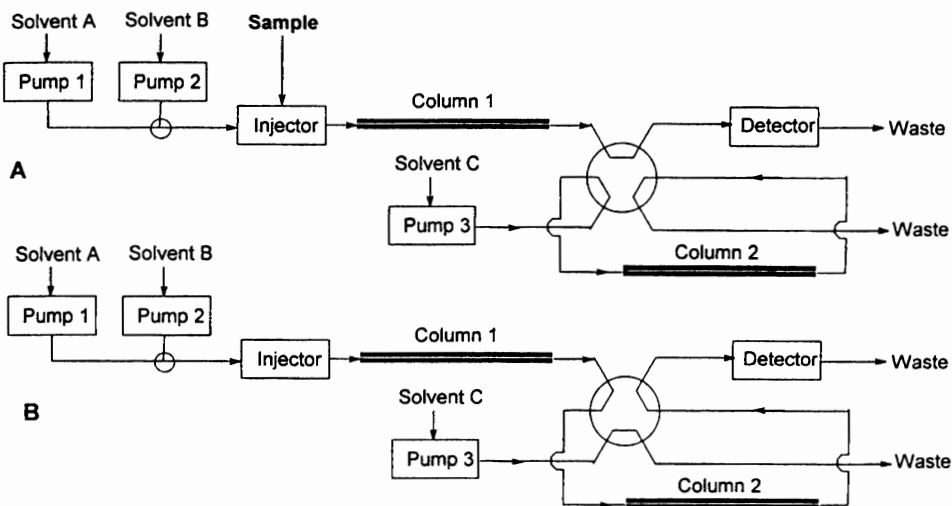 Solvent A Solvent B Sample
Pump 1 Pump 2
Injector Column 1 Detector Waste
A
Solvent C
Pump 3 Waste
Column 2
Solvent A Solvent B
Pump 1 Pump 2
Injector Column 1 Detector Waste
B
Solvent C
Pump 3 Waste
Column 2